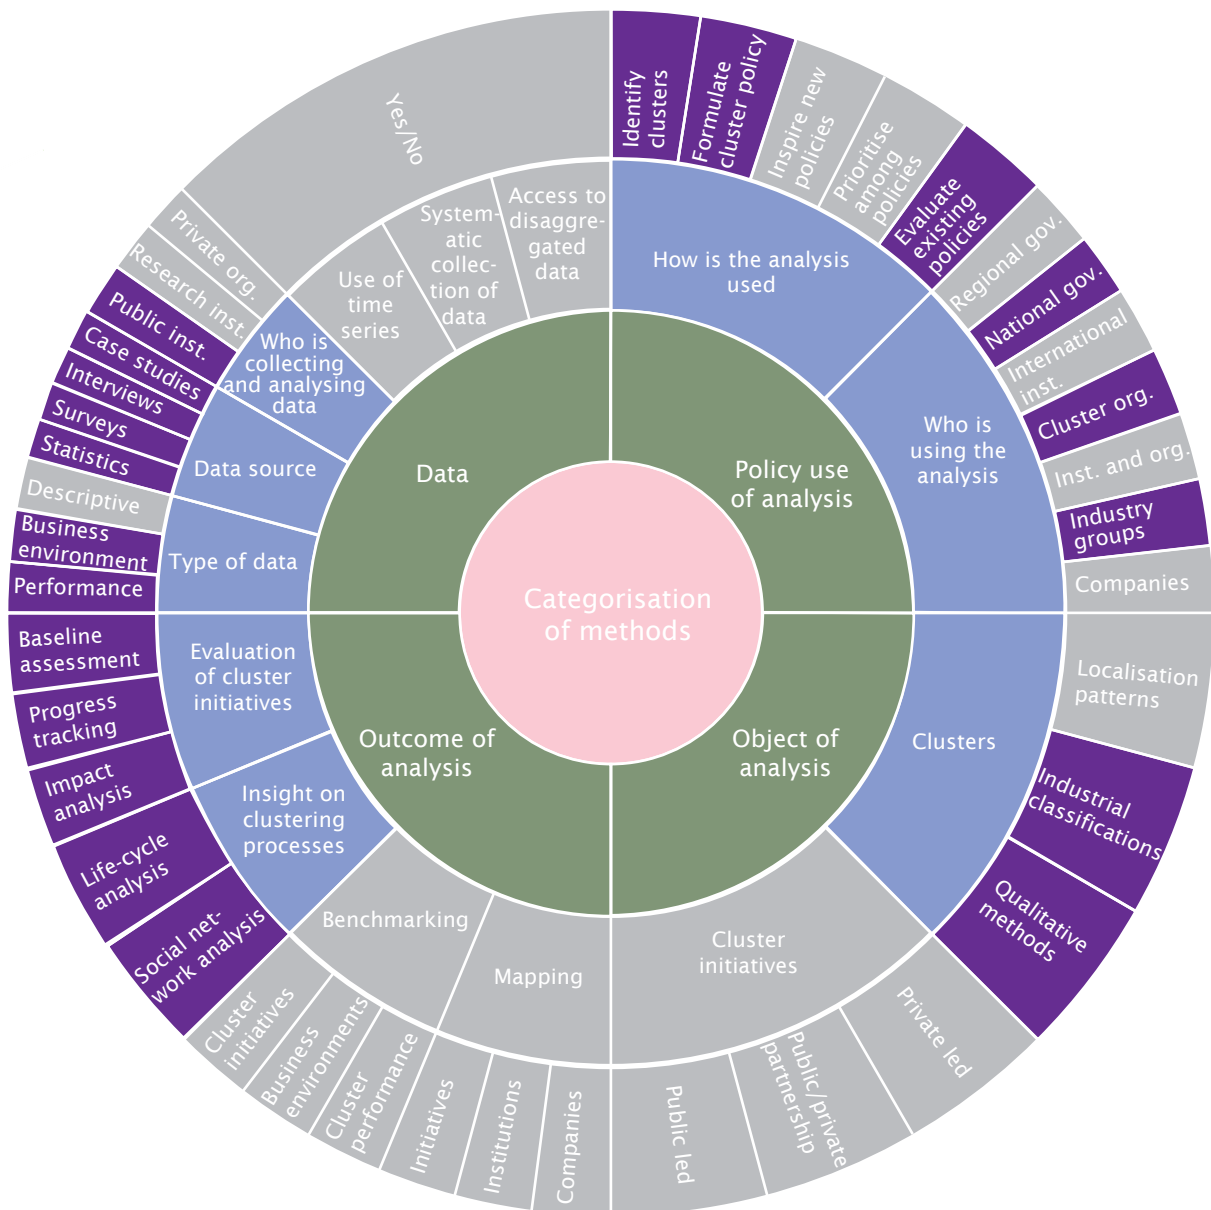 Categorisation
of methods
Policy use
of analysis
How is the analysis
used
Identify
clusters
Formulate
cluster policy
Inspire new
policies
Prioritise
among
policies
Evaluate
existing
policies
Who is
using the
analysis
Regional gov.
National gov.
International
inst.
Cluster org.
Inst. and org.
Industry
groups
Companies
Object of
analysis
Clusters
Localisation
patterns
Industrial
classifications
Qualitative
methods
Cluster
initiatives
Private led
Public/private
partnership
Public led
Outcome of
analysis
Mapping
Companies
Institutions
Initiatives
Benchmarking
Cluster
performance
Business
environments
Cluster
initiatives
Insight on
clustering
processes
Social net-
work analysis
Life-cycle
analysis
Evaluation
of cluster
initiatives
Impact
analysis
Progress
tracking
Baseline
assessment
Data
Type of data
Performance
Business
environment
Descriptive
Data source
Statistics
Surveys
Interviews
Case studies
Who is
collecting
and analysing
data
Public inst.
Research inst.
Private org.
Use of
time
series
System-
atic
collec-
tion of
data
Access to
disaggre-
gated
data
Yes/No